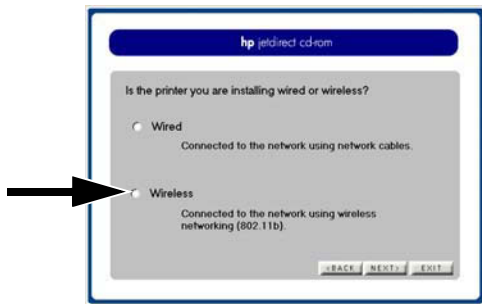 hp jetdirect cd-rom
Is the printer you are installing wired or wireless?
Wired
Connected to the network using network cables.
Wireless
Connected to the network using wireless
networking (802.11b).
<BACK NEXT> EXIT